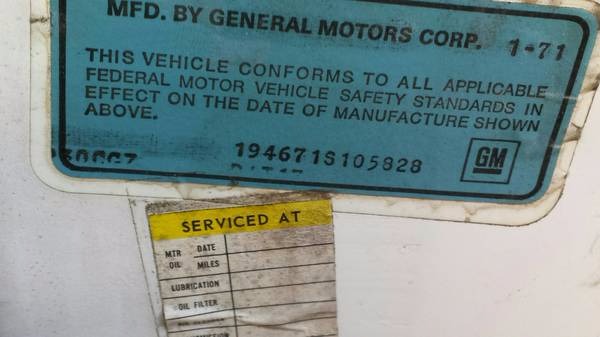 MFD. BY GENERAL MOTORS CORP. 1-71
THIS VEHICLE CONFORMS TO ALL APPLICABLE
FEDERAL MOTOR VEHICLE SAFETY STANDARDS IN
EFFECT ON THE DATE OF MANUFACTURE SHOWN
ABOVE.
194671S105828
GM
SERVICED AT
MTR DATE
OIL MILES
LUBRICATION
OIL FILTER